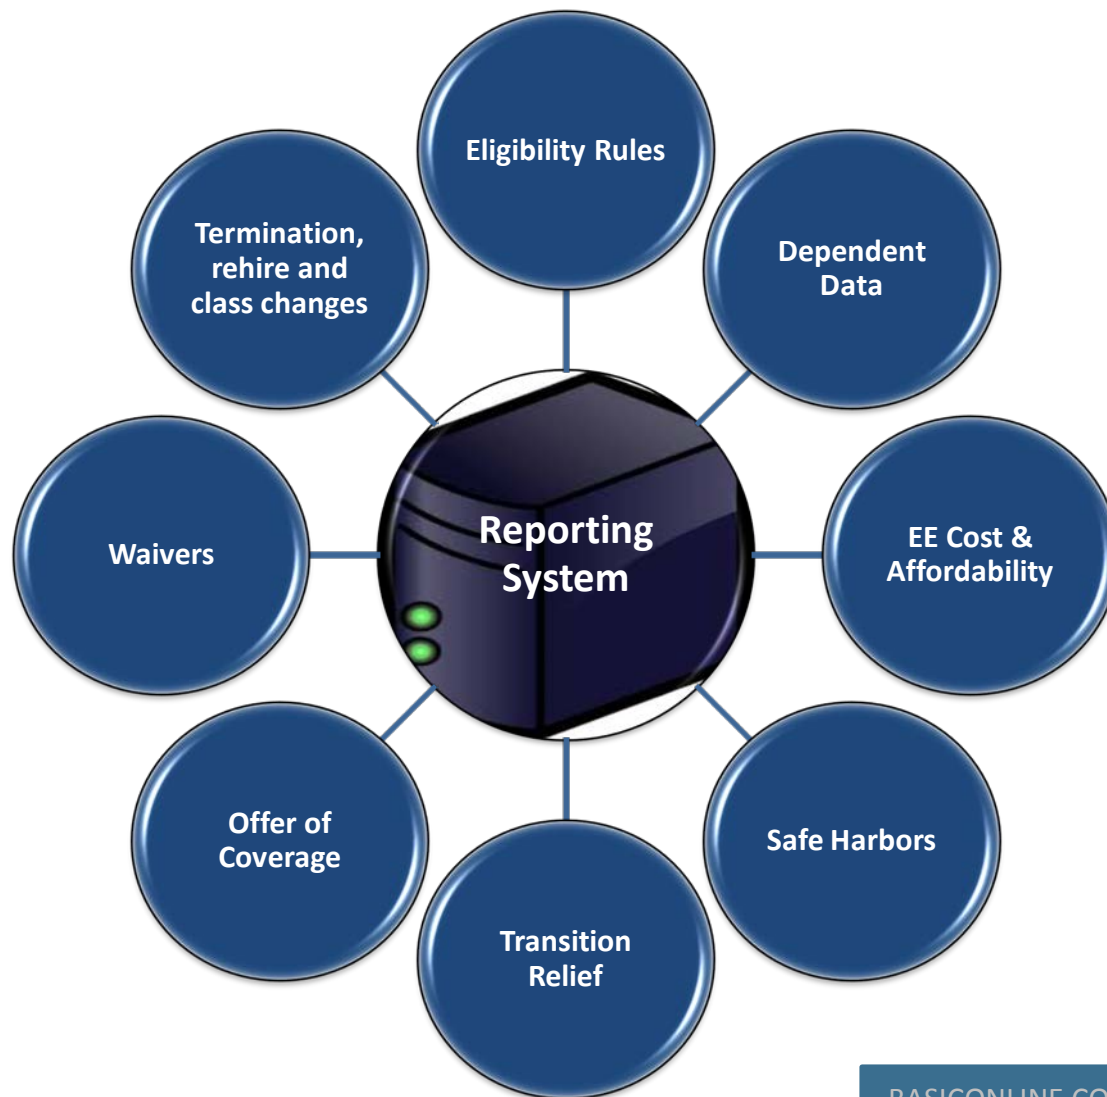 Eligibility Rules
Dependent
Data
EE Cost &
Affordability
Safe Harbors
Transition
Relief
Offer of
Coverage
Waivers
Termination,
rehire and
class changes
Reporting
System